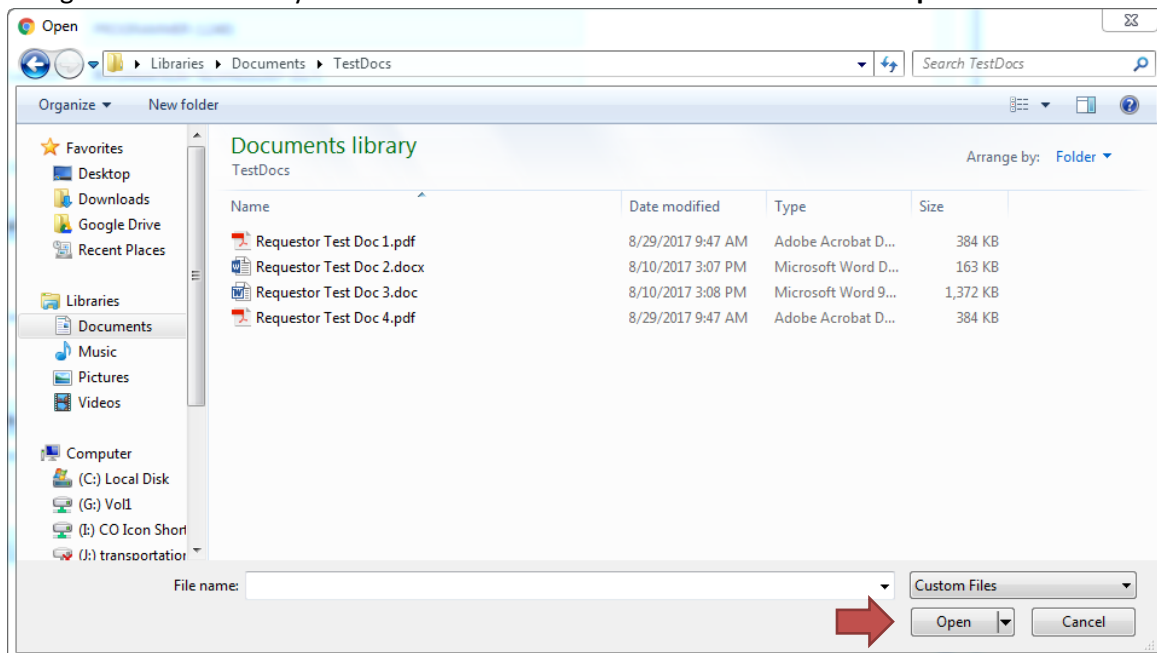 Open
Libraries Documents TestDocs
Search TestDocs
Organize New folder
Favorites
Desktop
Downloads
Google Drive
Recent Places
Libraries
Documents
Music
Pictures
Videos
Computer
(C:) Local Disk
(G:) Vol1
(I:) CO Icon Short
(J:) transportation
Documents library
TestDocs
Arrange by: Folder
Name Date modified Type Size
Requestor Test Doc 1.pdf 8/29/2017 9:47 AM Adobe Acrobat D... 384 KB
Requestor Test Doc 2.docx 8/10/2017 3:07 PM Microsoft Word D... 163 KB
Requestor Test Doc 3.doc 8/10/2017 3:08 PM Microsoft Word 9... 1,372 KB
Requestor Test Doc 4.pdf 8/29/2017 9:47 AM Adobe Acrobat D... 384 KB
File name:
Custom Files
Open Cancel